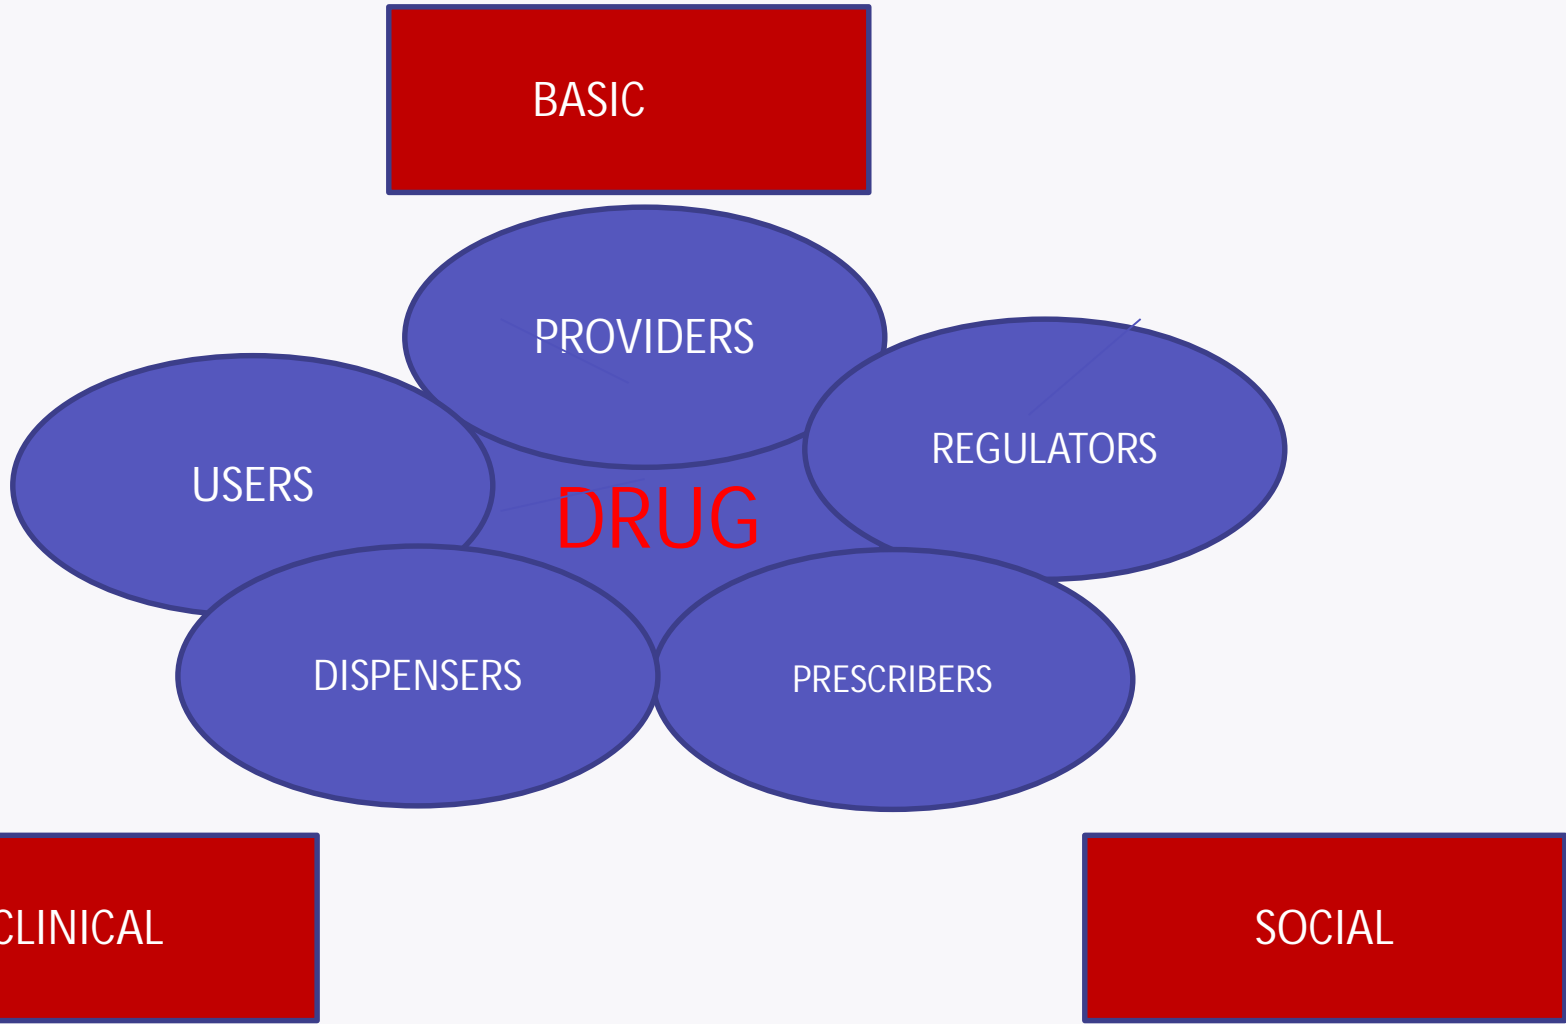 BASIC
PROVIDERS
REGULATORS
USERS
DRUG
DISPENSERS
PRESCRIBERS
CLINICAL
SOCIAL